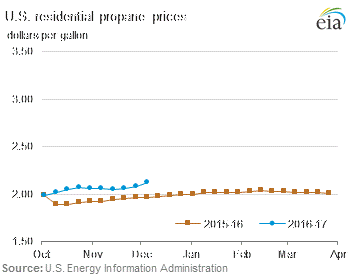 U.S. residential propane prices
dollars per gallon
eia
3.50
3.00
2.50
2.00
1.50
Oct Nov Dec Jan Feb Mar Apr
2015-16 2016-17
Source: U.S. Energy Information Administration